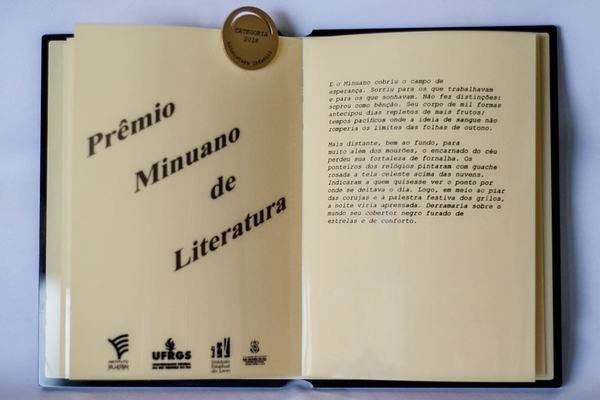 CATEGORIA
2018
Literatura Infantil
Prêmio
Minuano
de
Literatura
UFRGS
E o Minuano cobriu o campo de
esperança. Sorriu para os que trabalhavam
e para os que sonhavam. Não fez distinções:
soprou como bênção. Seu corpo de mil formas
antecipou dias repletos de mais frutos;
tempos pacíficos onde a ideia de sangue não
romperia os limites das folhas de outono.
Mais distante, bem ao fundo, para
muito além dos mourões, o encarnado do céu
perdeu sua fortaleza de fornalha. Os
ponteiros dos relógios pintaram com guache
rosada a tela celeste acima das nuvens.
Indicaram a quem quisesse ver o ponto por
onde se deitava o dia. Logo, em meio ao piar
das corujas e à palestra festiva dos grilos,
a noite viria apressada. Derramaria sobre o
mundo seu cobertor negro furado de
estrelas e de conforto.